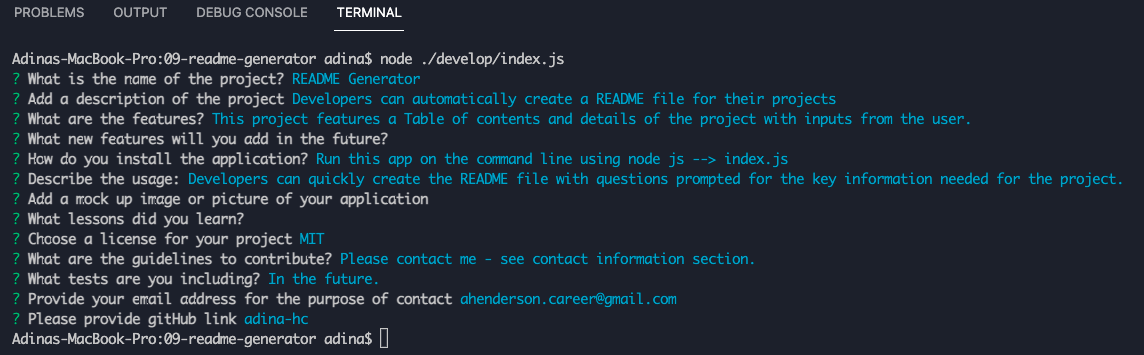 PROBLEMS OUTPUT DEBUG CONSOLE TERMINAL
Adinas-MacBook-Pro:09-readme-generator adina$ node ./develop/index.js
? What is the name of the project? README Generator
? Add a description of the project Developers can automatically create a README file for their projects
? What are the features? This project features a Table of contents and details of the project with inputs from the user.
? What new features will you add in the future?
? How do you install the application? Run this app on the command line using node js --> index.js
? Describe the usage: Developers can quickly create the README file with questions prompted for the key information needed for the project.
? Add a mock up image or picture of your application
? What lessons did you learn?
? Choose a license for your project MIT
? What are the guidelines to contribute? Please contact me - see contact information section.
? What tests are you including? In the future.
? Provide your email address for the purpose of contact ahenderson.career@gmail.com
? Please provide gitHub link adina-hc
Adinas-MacBook-Pro:09-readme-generator adina$